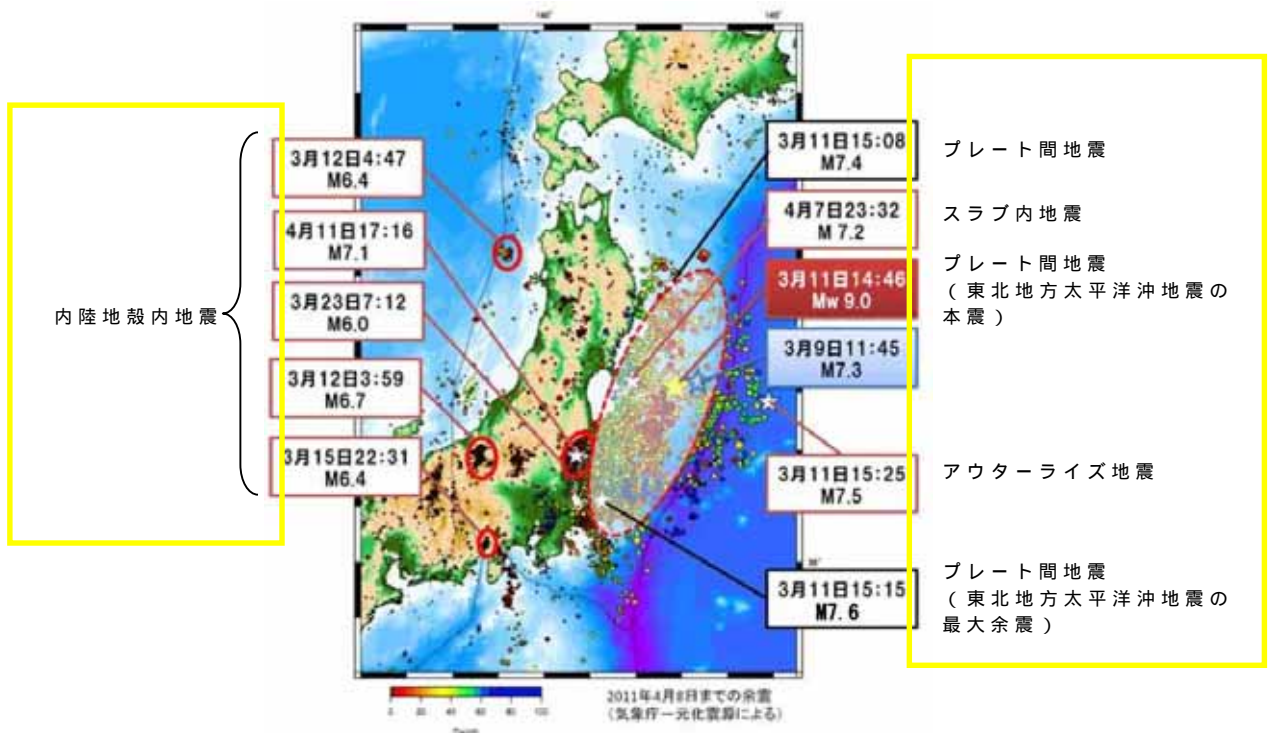 140°
145°
内陸地殻内地震
3月12日4:47
M6.4
4月11日17:16
M7.1
3月23日7:12
M6.0
3月12日3:59
M6.7
3月15日22:31
M6.4
3月11日15:08
M7.4
プレート間地震
4月7日23:32
M 7.2
スラブ内地震
3月11日14:46
Mw 9.0
プレート間地震
(東北地方太平洋沖地震の
本震)
3月9日11:45
M7.3
3月11日15:25
M7.5
アウターライズ地震
35°
3月11日15:15
M7.6
プレート間地震
(東北地方太平洋沖地震の
最大余震)
0 20 40 60 80 100
2011年4月8日までの余震
(気象庁一元化震源による)